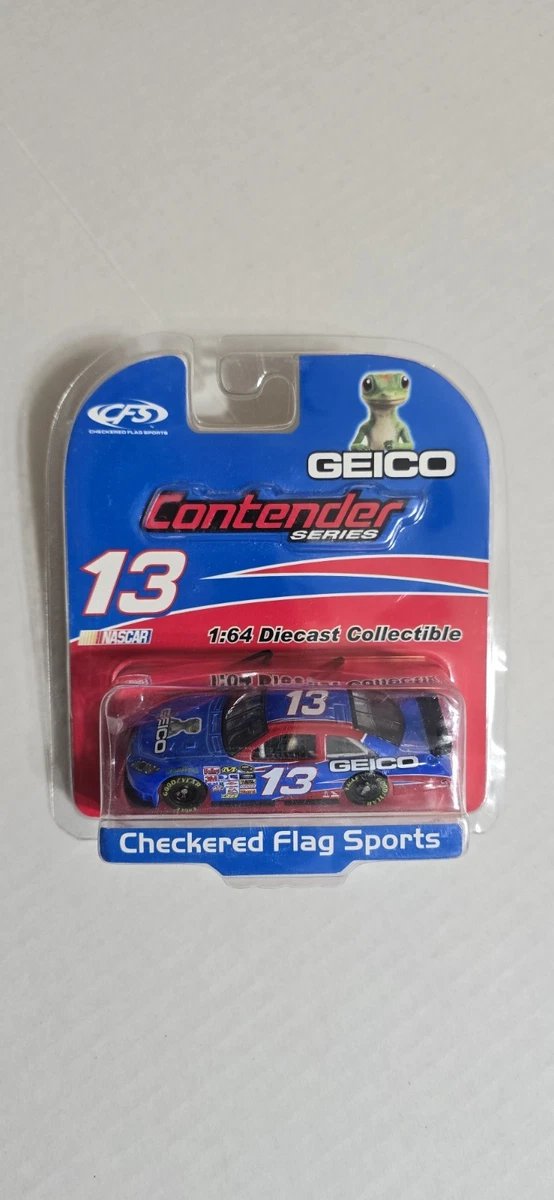 CFS
CHECKERED FLAG SPORTS
GEICO
Contender
SERIES
13
NASCAR
1:64 Diecast Collectible
13
GEICO
GEICO
13
GOODYEAR
Checkered Flag Sports